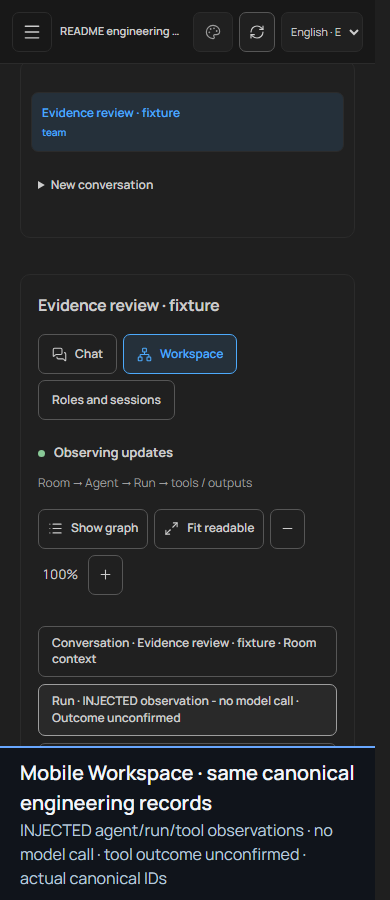 README engineering ...
English · E
Evidence review · fixture
team
New conversation
Evidence review · fixture
Chat
Workspace
Roles and sessions
Observing updates
Room → Agent → Run → tools / outputs
Show graph
Fit readable
−
100%
+
Conversation · Evidence review · fixture · Room
context
Run · INJECTED observation - no model call ·
Outcome unconfirmed
Mobile Workspace · same canonical
engineering records
INJECTED agent/run/tool observations · no
model call · tool outcome unconfirmed ·
actual canonical IDs